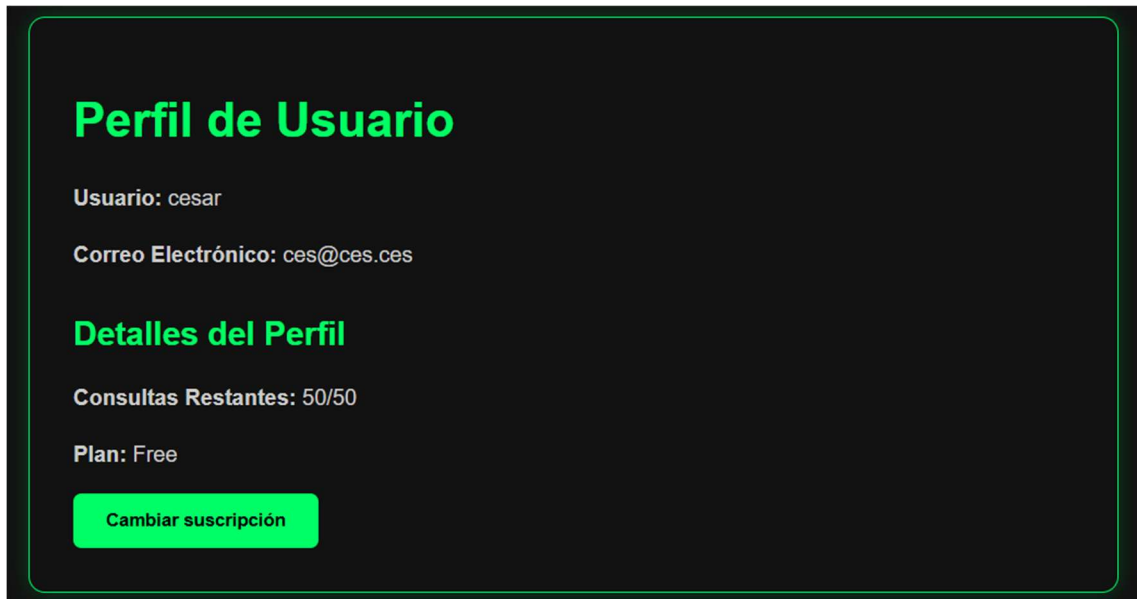 Perfil de Usuario
Usuario: cesar
Correo Electrónico: ces@ces.ces
Detalles del Perfil
Consultas Restantes: 50/50
Plan: Free
Cambiar suscripción